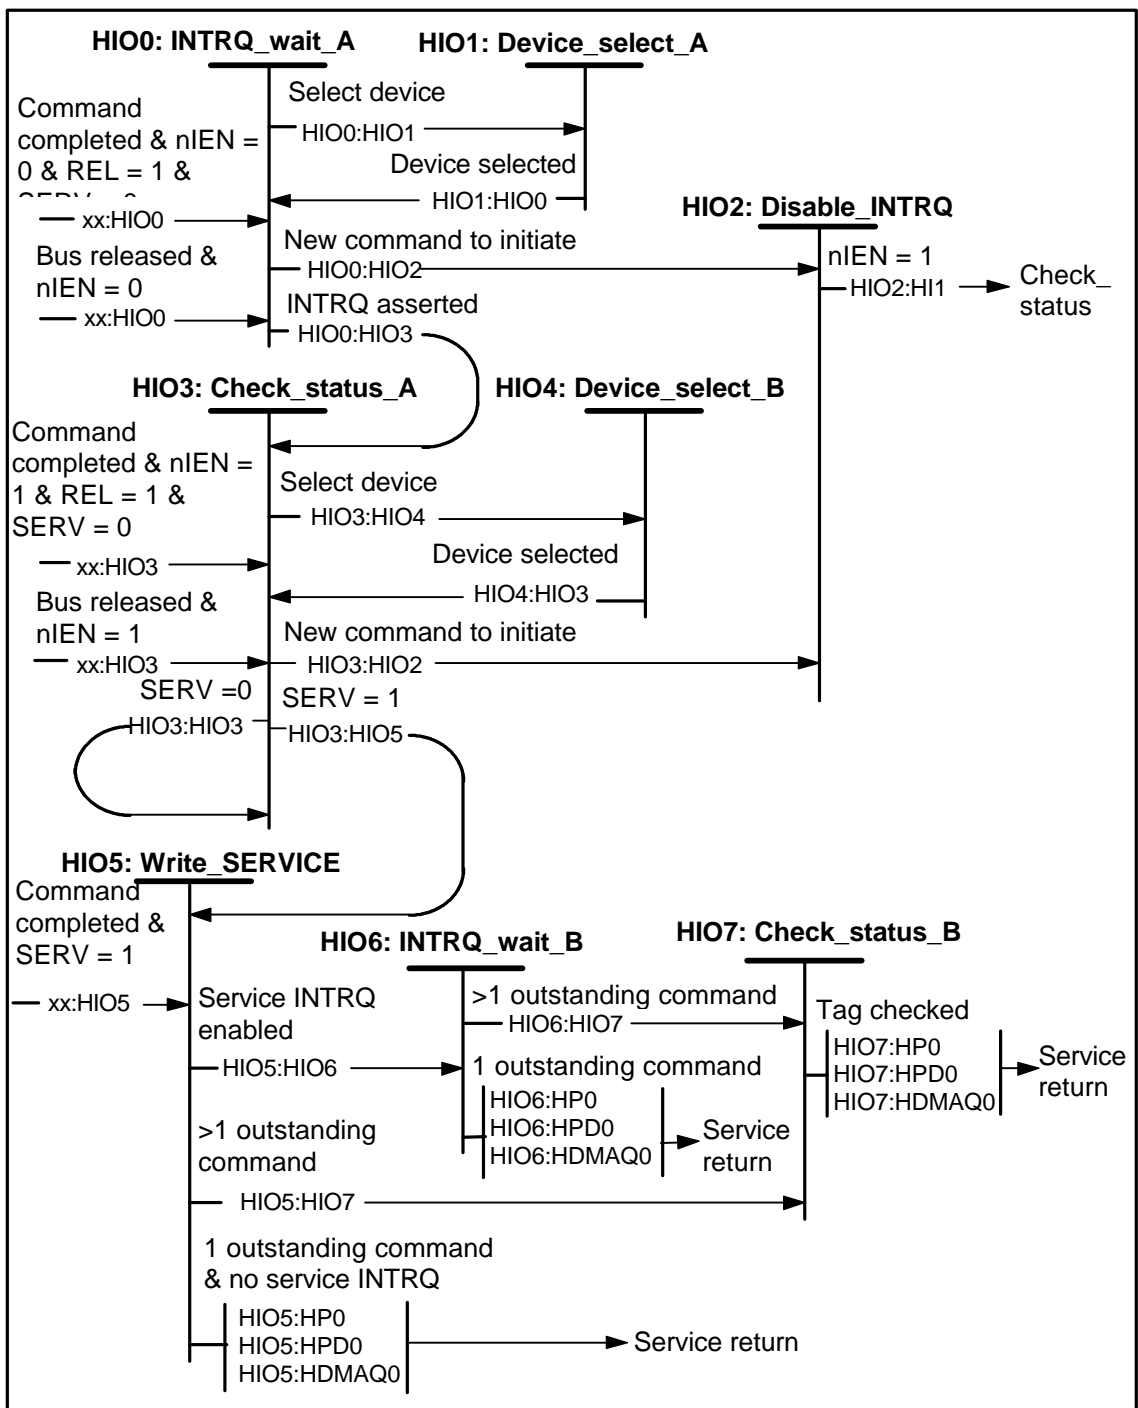 HIO0: INTRQ_wait_A
HIO1: Device_select_A
Select device
Command
completed & nIEN =
0 & REL = 1 &
HIO0:HIO1
Device selected
HIO1:HIO0
xx:HIO0
HIO2: Disable_INTRQ
New command to initiate
HIO0:HIO2
nIEN = 1
HIO2:HI1
Check_
status
Bus released &
nIEN = 0
xx:HIO0
INTRQ asserted
HIO0:HIO3
HIO3: Check_status_A
HIO4: Device_select_B
Command
completed & nIEN =
1 & REL = 1 &
SERV = 0
Select device
HIO3:HIO4
xx:HIO3
Device selected
HIO4:HIO3
Bus released &
nIEN = 1
xx:HIO3
New command to initiate
HIO3:HIO2
SERV =0
HIO3:HIO3
SERV = 1
HIO3:HIO5
HIO5: Write_SERVICE
Command
completed &
SERV = 1
xx:HIO5
HIO6: INTRQ_wait_B
HIO7: Check_status_B
Service INTRQ
enabled
HIO5:HIO6
>1 outstanding command
HIO6:HIO7
Tag checked
HIO7:HP0
HIO7:HPD0
HIO7:HDMAQ0
Service
return
1 outstanding command
HIO6:HP0
HIO6:HPD0
HIO6:HDMAQ0
Service
return
>1 outstanding
command
HIO5:HIO7
1 outstanding command
& no service INTRQ
HIO5:HP0
HIO5:HPD0
HIO5:HDMAQ0
Service return